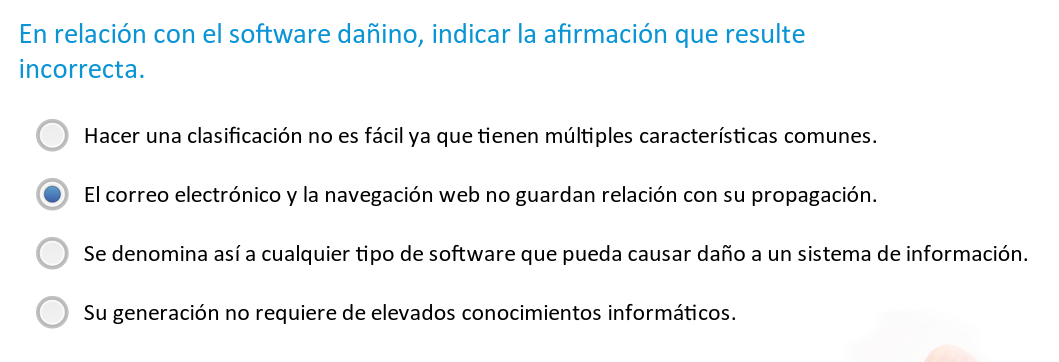 En relación con el software dañino, indicar la afirmación que resulte
incorrecta.
Hacer una clasificación no es fácil ya que tienen múltiples características comunes.
El correo electrónico y la navegación web no guardan relación con su propagación.
Se denomina así a cualquier tipo de software que pueda causar daño a un sistema de información.
Su generación no requiere de elevados conocimientos informáticos.